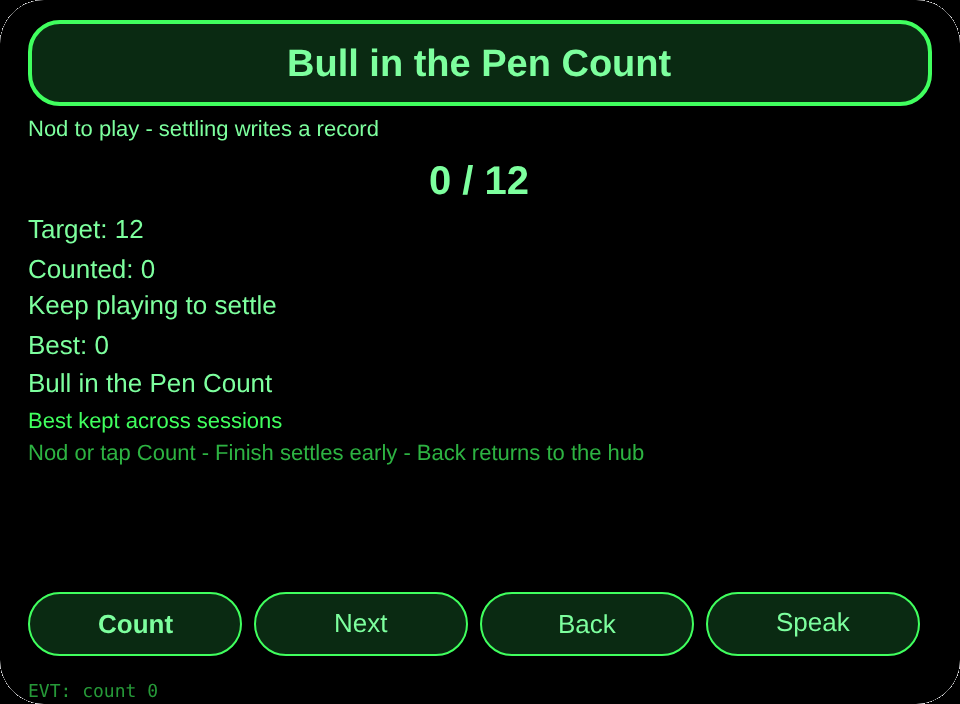 Bull in the Pen Count
Nod to play - settling writes a record
0 / 12
Target: 12
Counted: 0
Keep playing to settle
Best: 0
Bull in the Pen Count
Best kept across sessions
Nod or tap Count - Finish settles early - Back returns to the hub
Count Next Back Speak
EVT: count 0